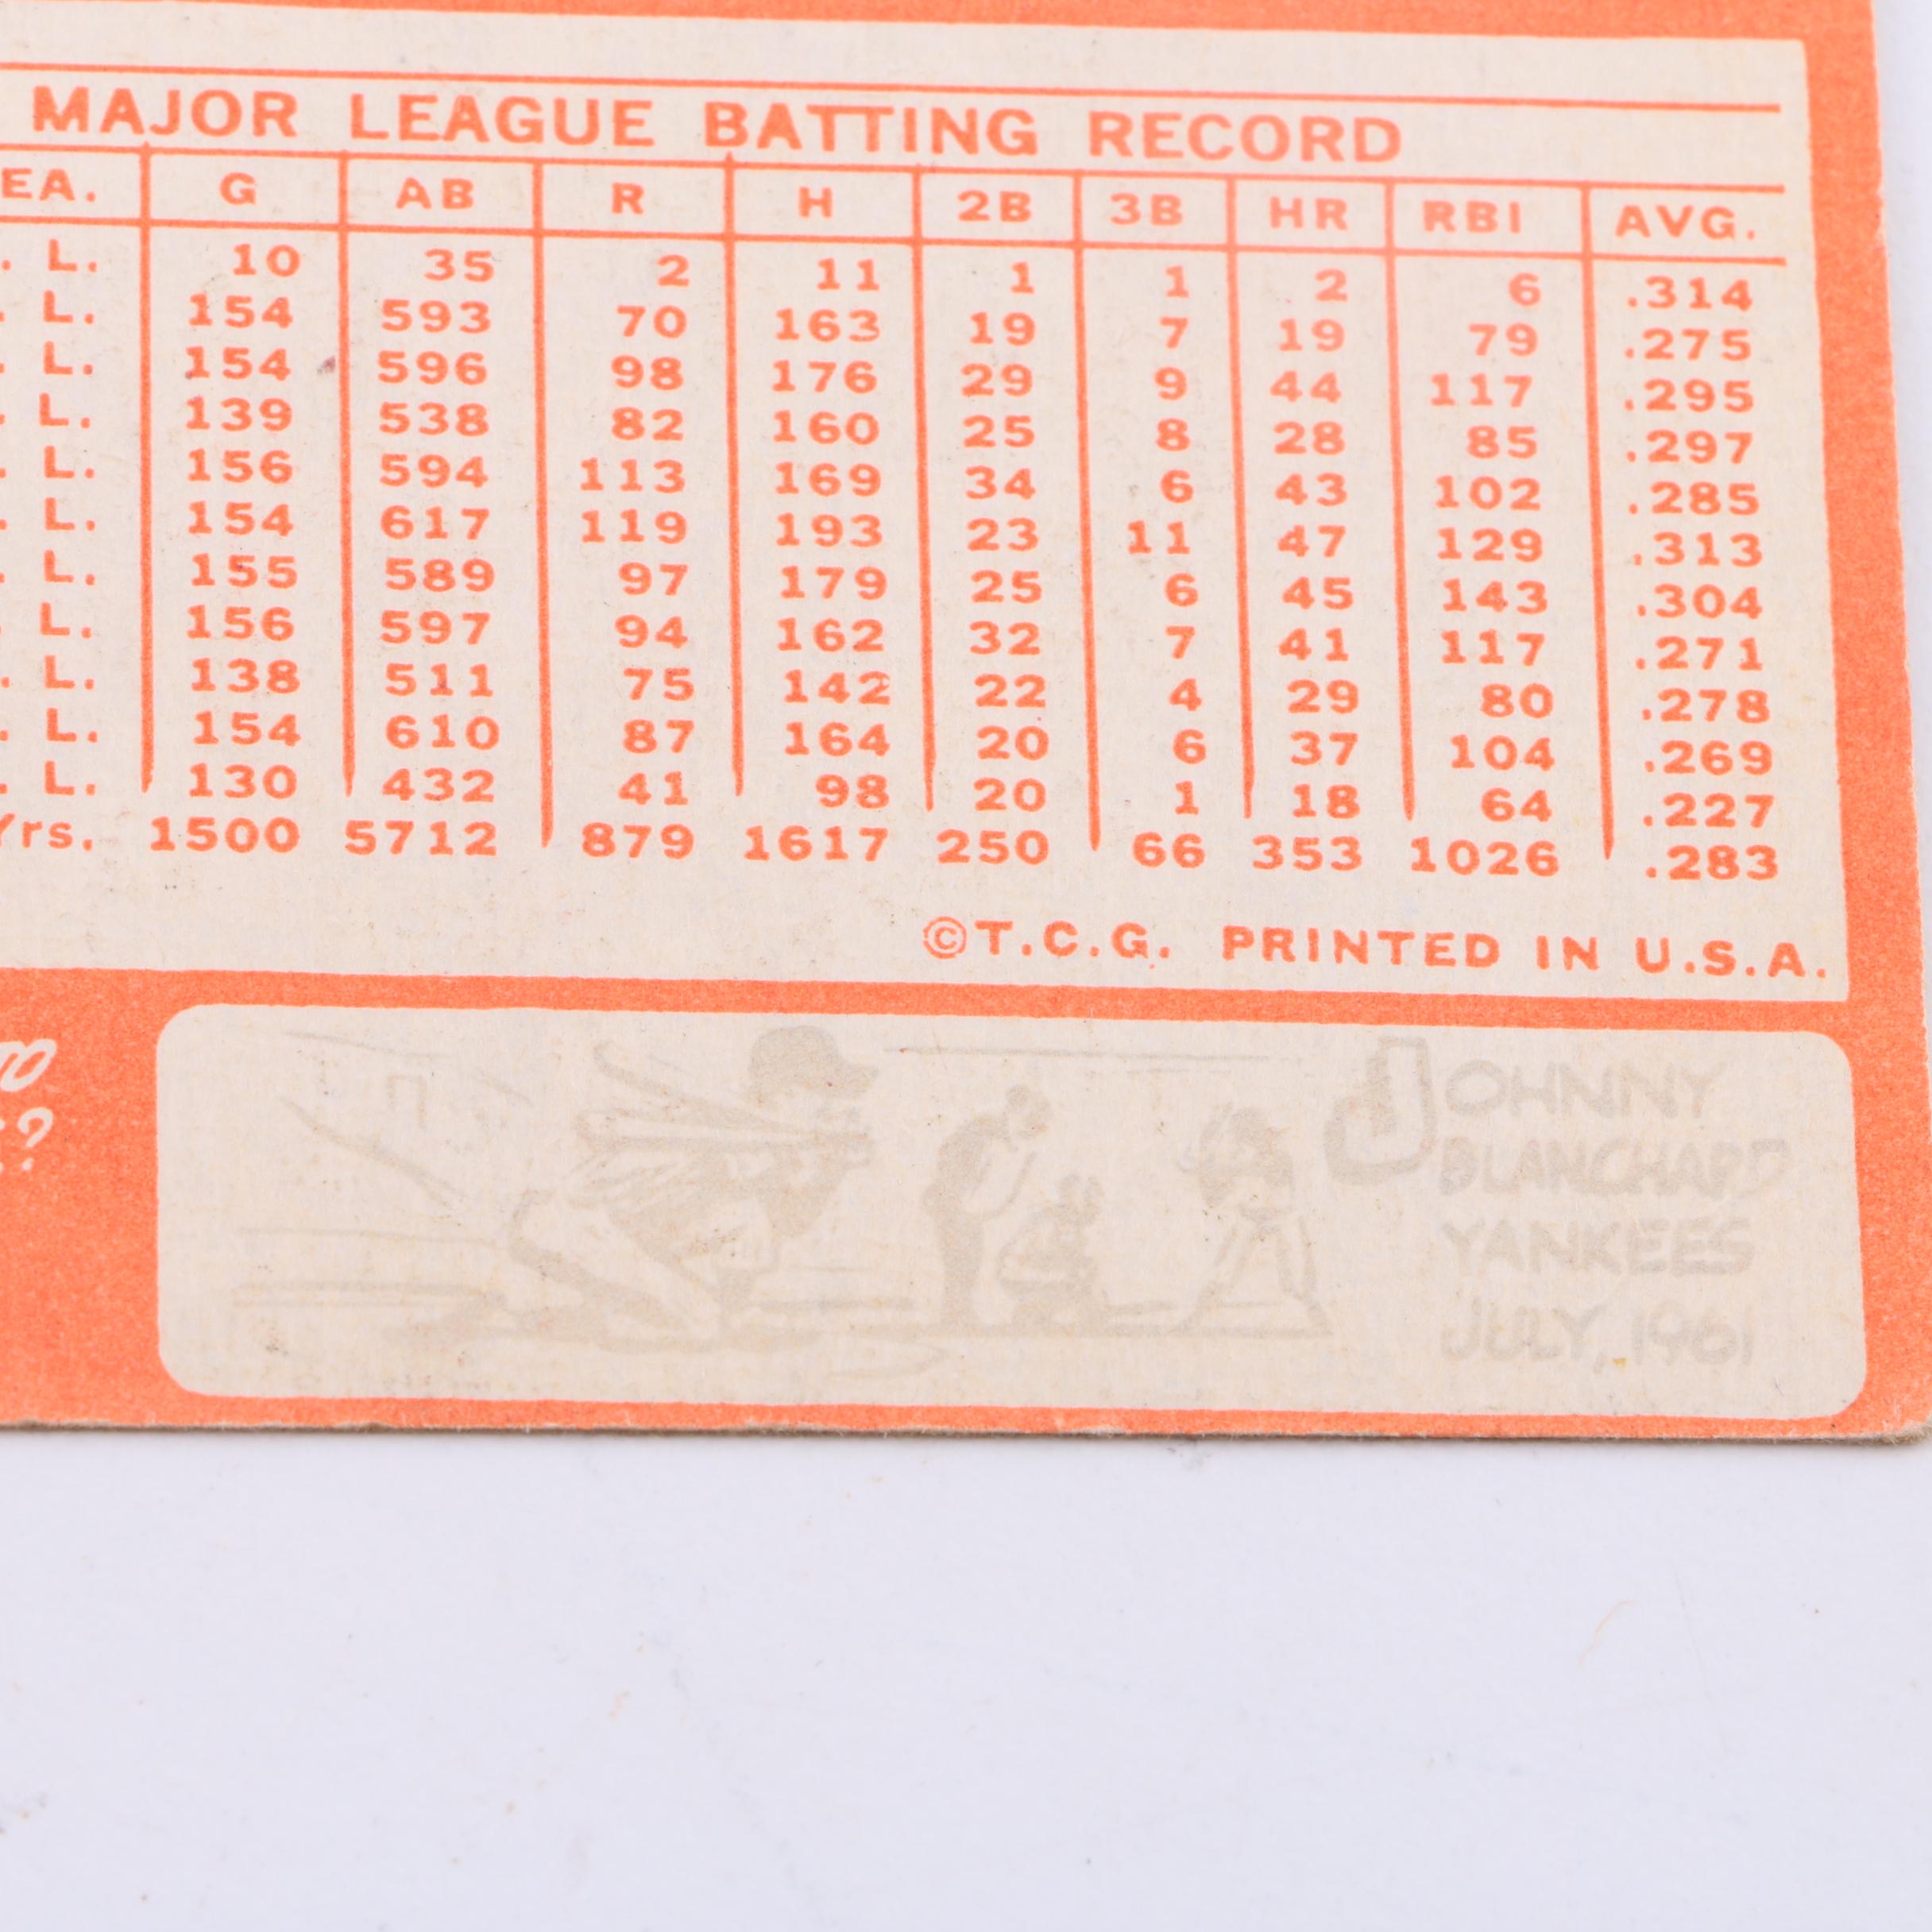 MAJOR LEAGUE BATTING RECORD
EA. G AB R H 2B 3B HR RBI AVG.
. L. 10 35 2 11 1 1 2 6 .314
. L. 154 593 70 163 19 7 19 79 .275
. L. 154 596 98 176 29 9 44 117 .295
. L. 139 538 82 160 25 8 28 85 .297
. L. 156 594 113 169 34 6 43 102 .285
. L. 154 617 119 193 23 11 47 129 .313
. L. 155 589 97 179 25 6 45 143 .304
. L. 156 597 94 162 32 7 41 117 .271
. L. 138 511 75 142 22 4 29 80 .278
. L. 154 610 87 164 20 6 37 104 .269
. L. 130 432 41 98 20 1 18 64 .227
Yrs. 1500 5712 879 1617 250 66 353 1026 .283
©T.C.G. PRINTED IN U.S.A.
JOHNNY
BLANCHARD
YANKEES
JULY, 1961